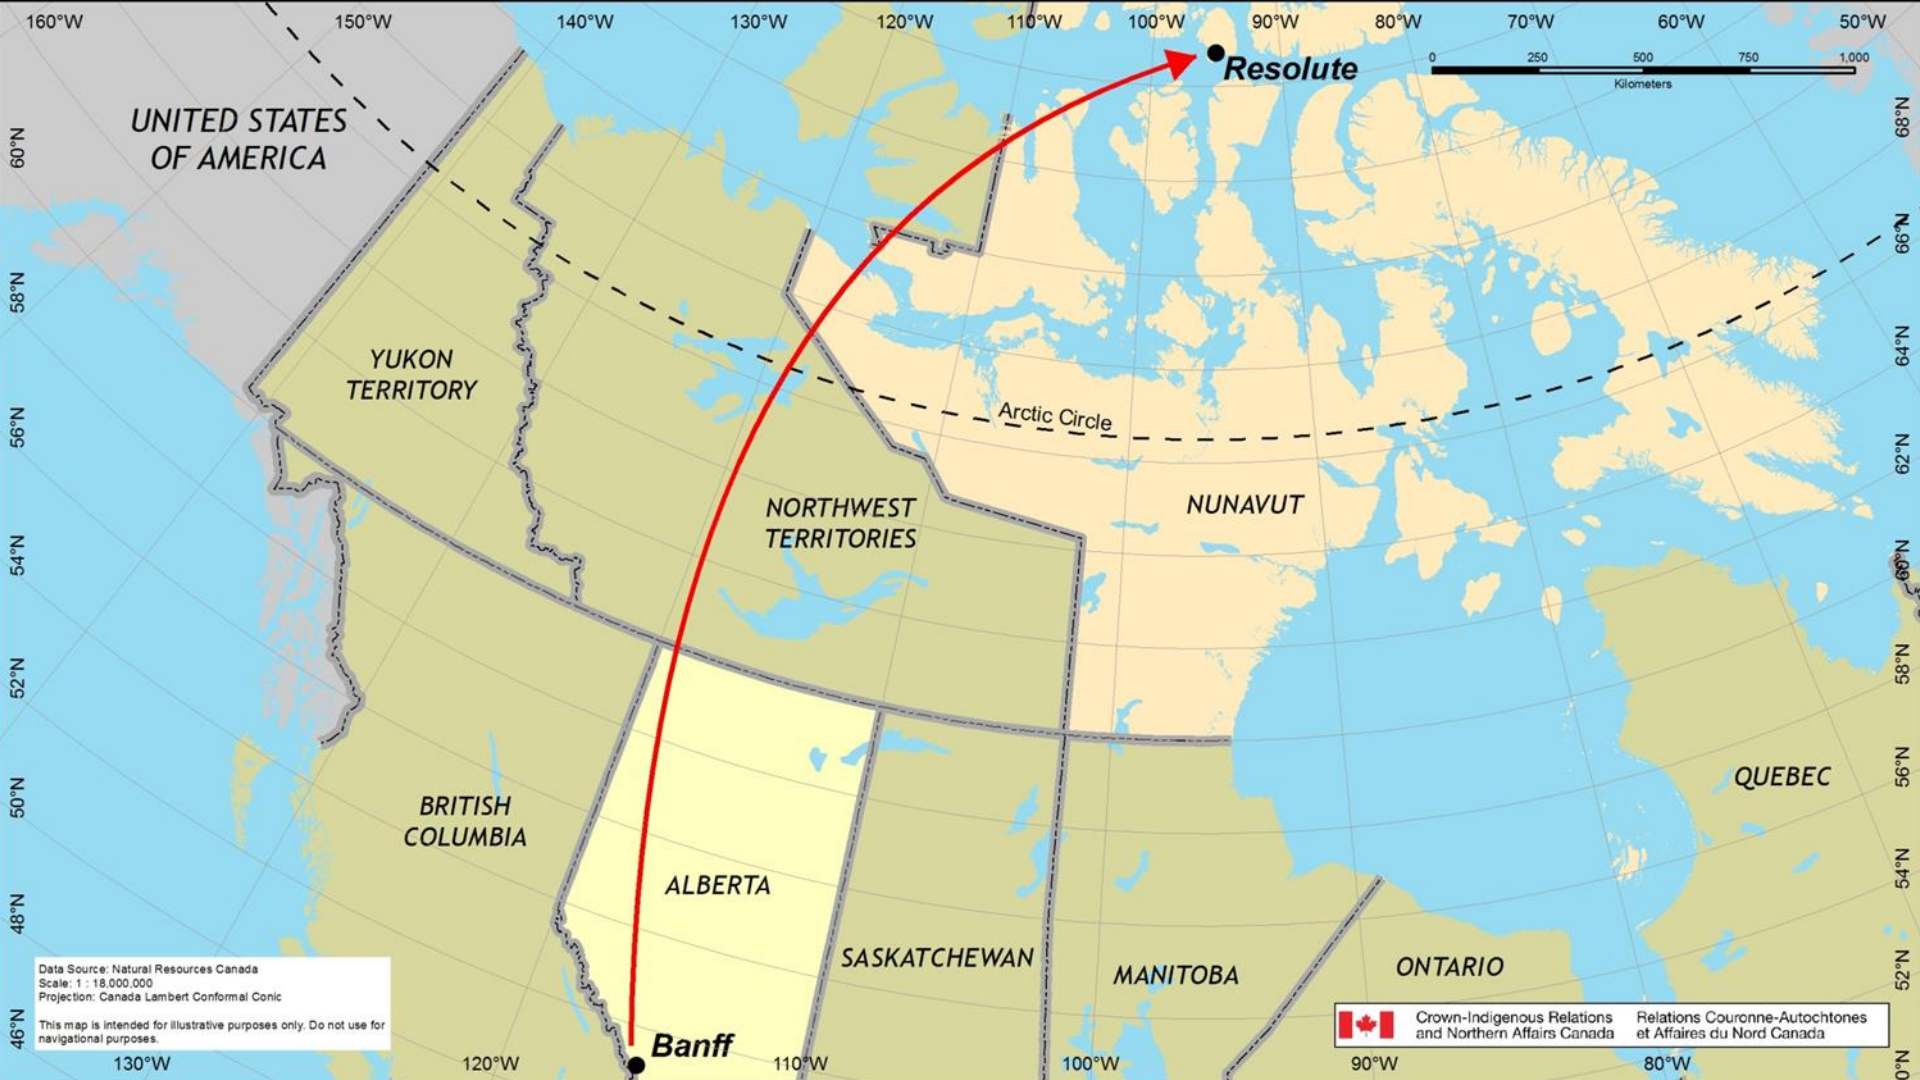 160°W 150°W 140°W 130°W 120°W 110°W 100°W 90°W 80°W 70°W 60°W 50°W
Resolute
0 250 500 750 1,000
Kilometers
UNITED STATES
OF AMERICA
60°N
58°N
56°N
54°N
52°N
50°N
48°N
46°N
68°N
66°N
64°N
62°N
60°N
58°N
56°N
54°N
52°N
YUKON
TERRITORY
Arctic Circle
NORTHWEST
TERRITORIES
NUNAVUT
BRITISH
COLUMBIA
ALBERTA
SASKATCHEWAN
MANITOBA
ONTARIO
QUEBEC
Data Source: Natural Resources Canada
Scale: 1 : 18,000,000
Projection: Canada Lambert Conformal Conic
This map is intended for illustrative purposes only. Do not use for
navigational purposes.
Banff
Crown-Indigenous Relations
and Northern Affairs Canada
Relations Couronne-Autochtones
et Affaires du Nord Canada
130°W 120°W 110°W 100°W 90°W 80°W